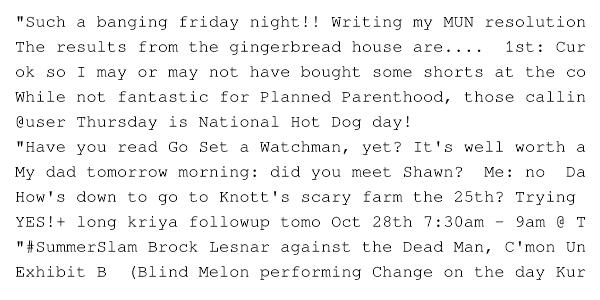 "Such a banging friday night!! Writing my MUN resolution
The results from the gingerbread house are....  1st: Cur
ok so I may or may not have bought some shorts at the co
While not fantastic for Planned Parenthood, those callin
@user Thursday is National Hot Dog day!
"Have you read Go Set a Watchman, yet? It's well worth a
My dad tomorrow morning: did you meet Shawn?  Me: no  Da
How's down to go to Knott's scary farm the 25th? Trying
YES!+ long kriya followup tomo Oct 28th 7:30am - 9am @ T
"#SummerSlam Brock Lesnar against the Dead Man, C'mon Un
Exhibit B  (Blind Melon performing Change on the day Kur